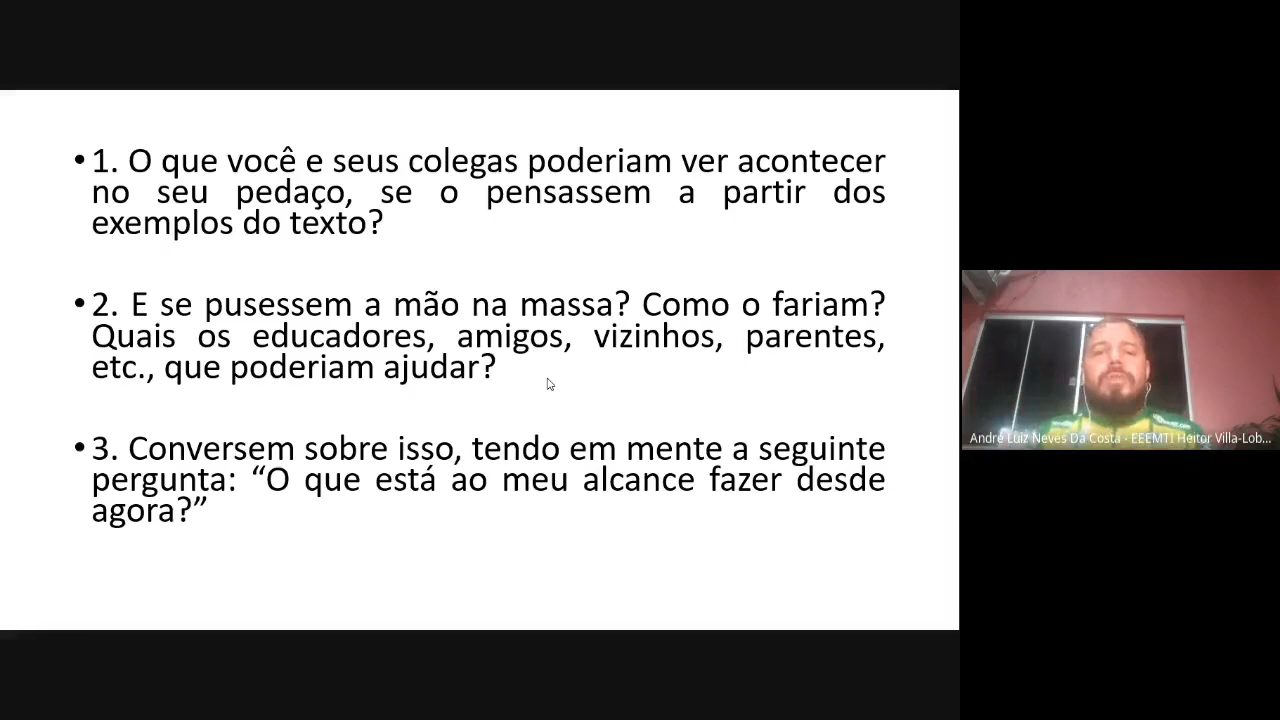 • 1. O que você e seus colegas poderiam ver acontecer
no seu pedaço, se o pensassem a partir dos
exemplos do texto?
• 2. E se pusessem a mão na massa? Como o fariam?
Quais os educadores, amigos, vizinhos, parentes,
etc., que poderiam ajudar?
• 3. Conversem sobre isso, tendo em mente a seguinte
pergunta: “O que está ao meu alcance fazer desde
agora?”
André Luiz Neves Da Costa - EEEMTI Heitor Villa-Lob...